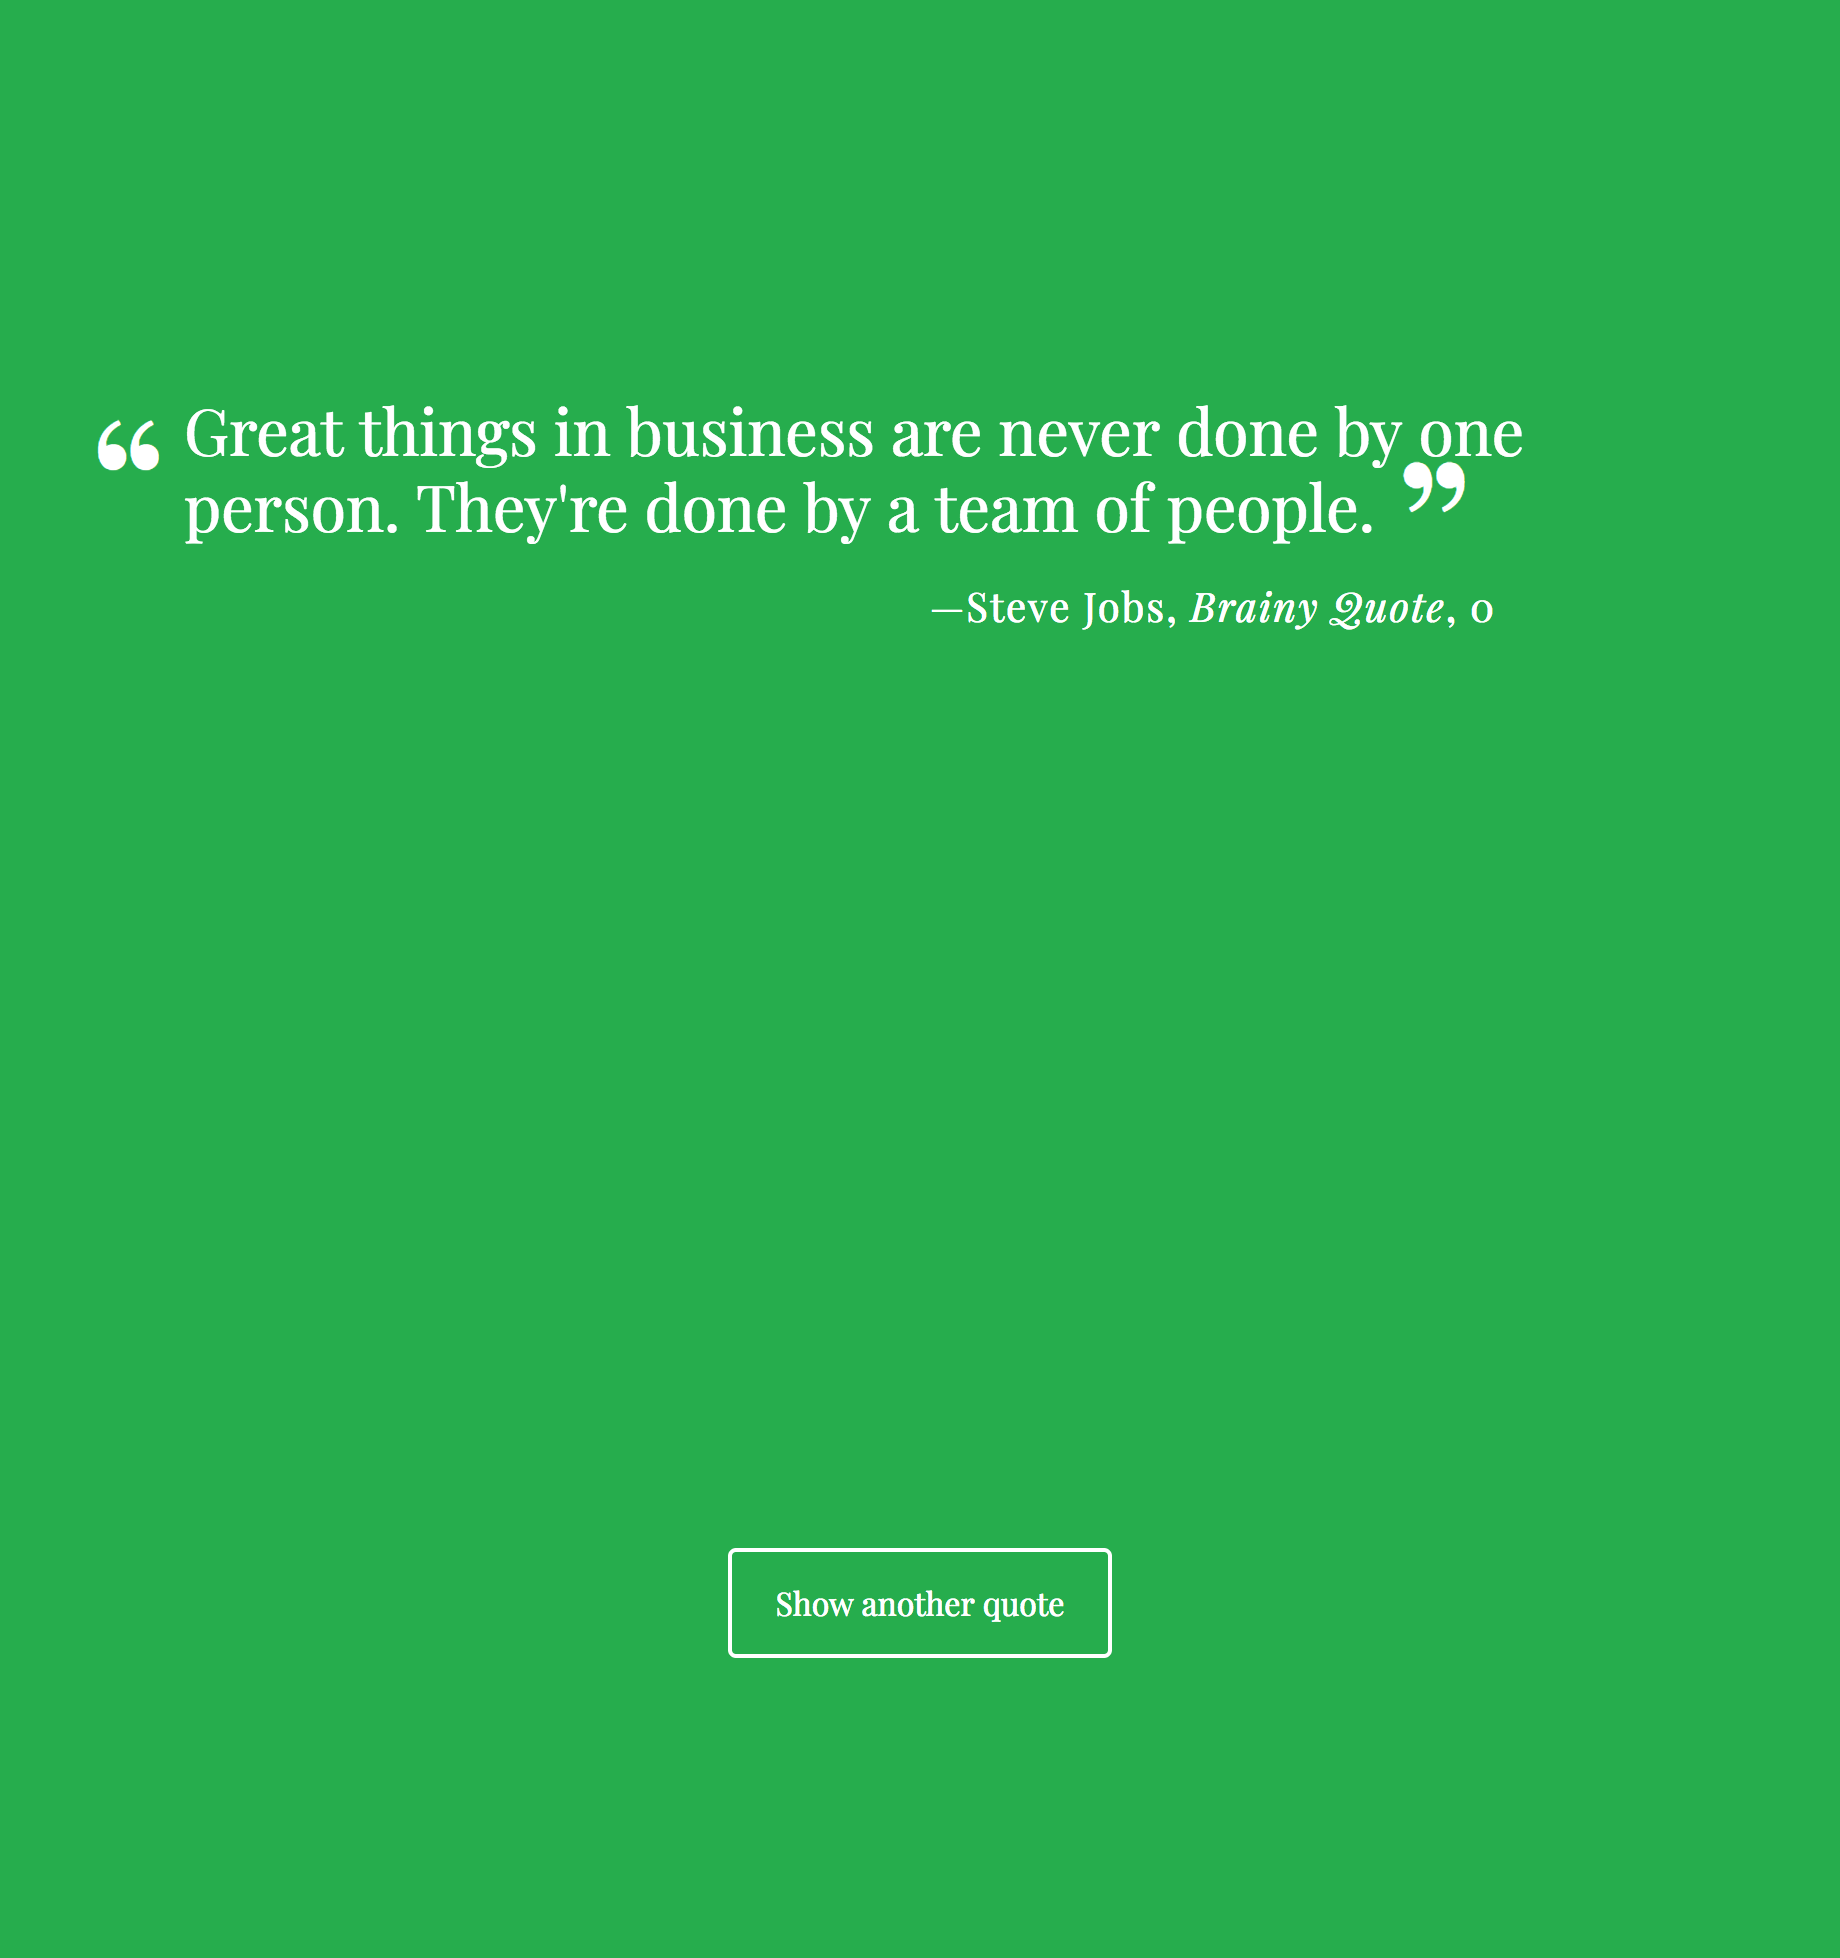 “ Great things in business are never done by one
person. They're done by a team of people. ”
—Steve Jobs, Brainy Quote, 0
Show another quote